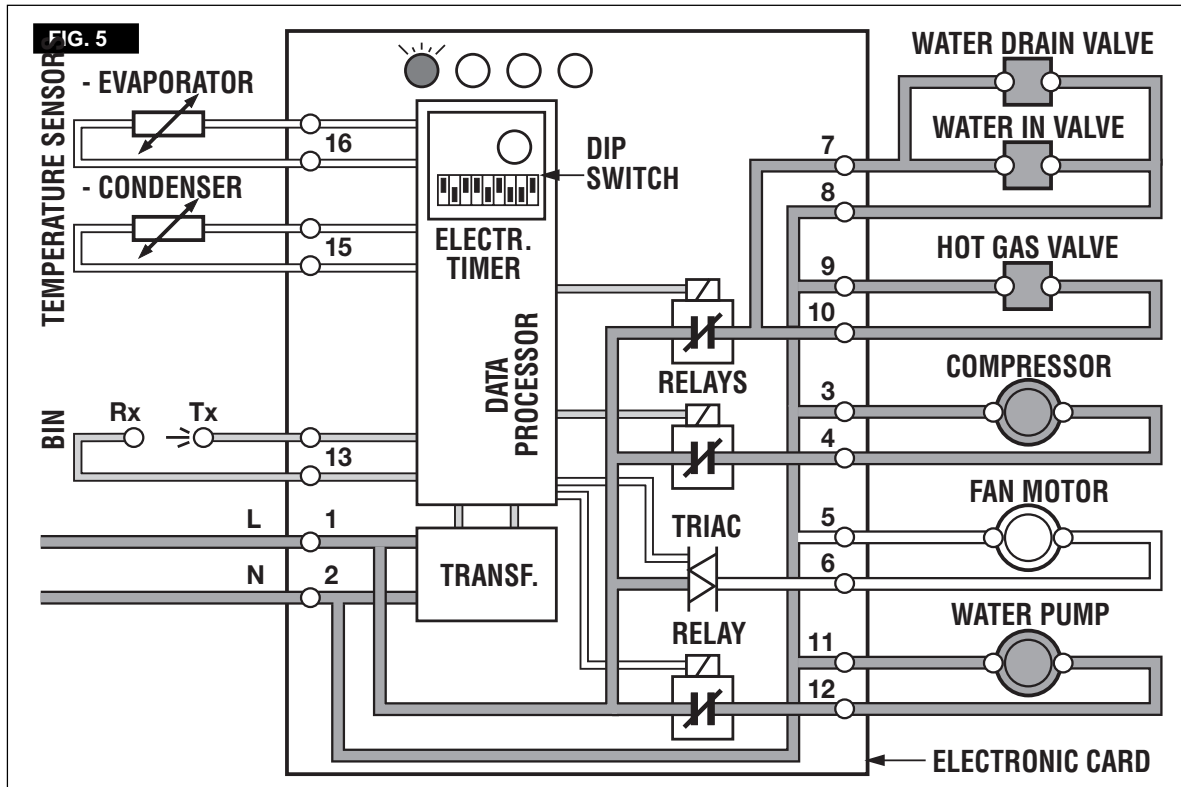 FIG. 5
TEMPERATURE SENSORS
- EVAPORATOR
16
- CONDENSER
15
BIN
Rx
Tx
13
L
1
N
2
DIP
SWITCH
ELECTR.
TIMER
DATA
PROCESSOR
TRANSF.
RELAYS
TRIAC
RELAY
WATER DRAIN VALVE
WATER IN VALVE
7
8
HOT GAS VALVE
9
10
COMPRESSOR
3
4
FAN MOTOR
5
6
WATER PUMP
11
12
ELECTRONIC CARD